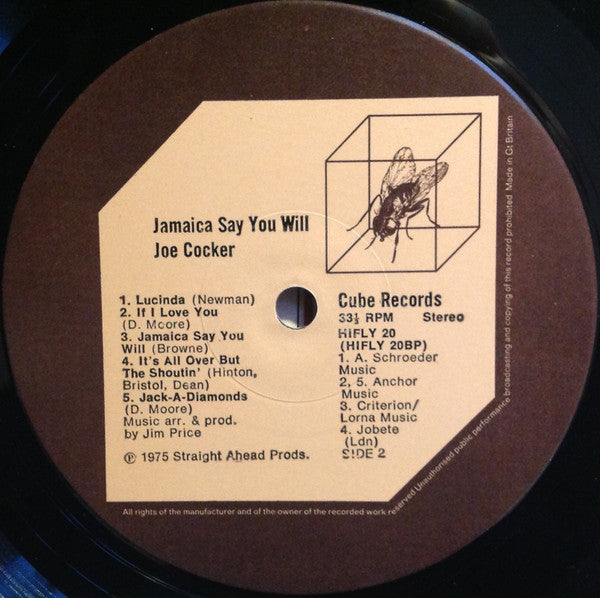 Jamaica Say You Will
Joe Cocker
1. Lucinda (Newman)
2. If I Love You
(D. Moore)
3. Jamaica Say You
Will (Browne)
4. It's All Over But
The Shoutin' (Hinton,
Bristol, Dean)
5. Jack-A-Diamonds
(D. Moore)
Music arr. & prod.
by Jim Price
℗ 1975 Straight Ahead Prods.
Cube Records
33⅓ RPM Stereo
HIFLY 20
(HIFLY 20BP)
1. A. Schroeder
Music
2, 5. Anchor
Music
3. Criterion/
Lorna Music
4. Jobete
(Ldn)
SIDE 2
All rights of the manufacturer and of the owner of the recorded work reserved Unauthorised public performance broadcasting and copying of this record prohibited Made in Gt Britain